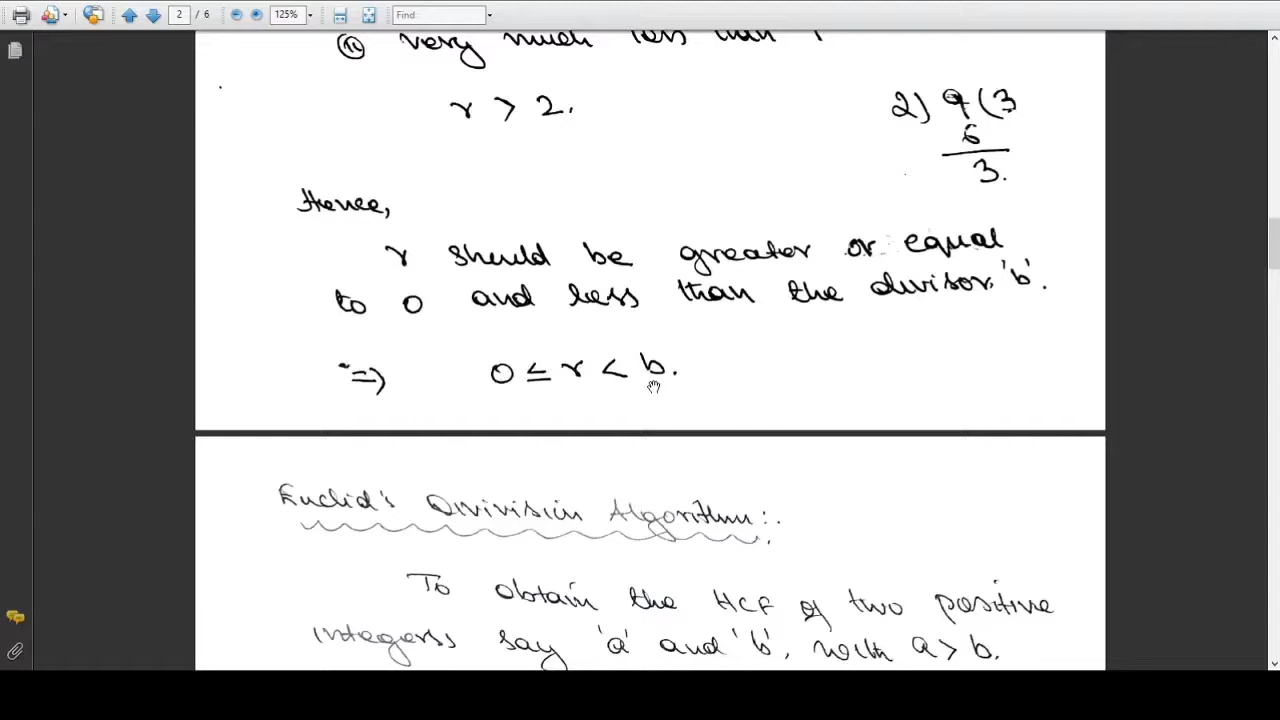 2 / 6
125%
Find:
very much less than
r > 2.
2) 9 (3
6
3.
Hence,
r should be greater or equal
to 0 and less than the divisor 'b'.
=> 0 ≤ r < b.
Euclid's Division Algorithm:.
To obtain the HCF of two positive
integers say 'a' and 'b', with a > b.